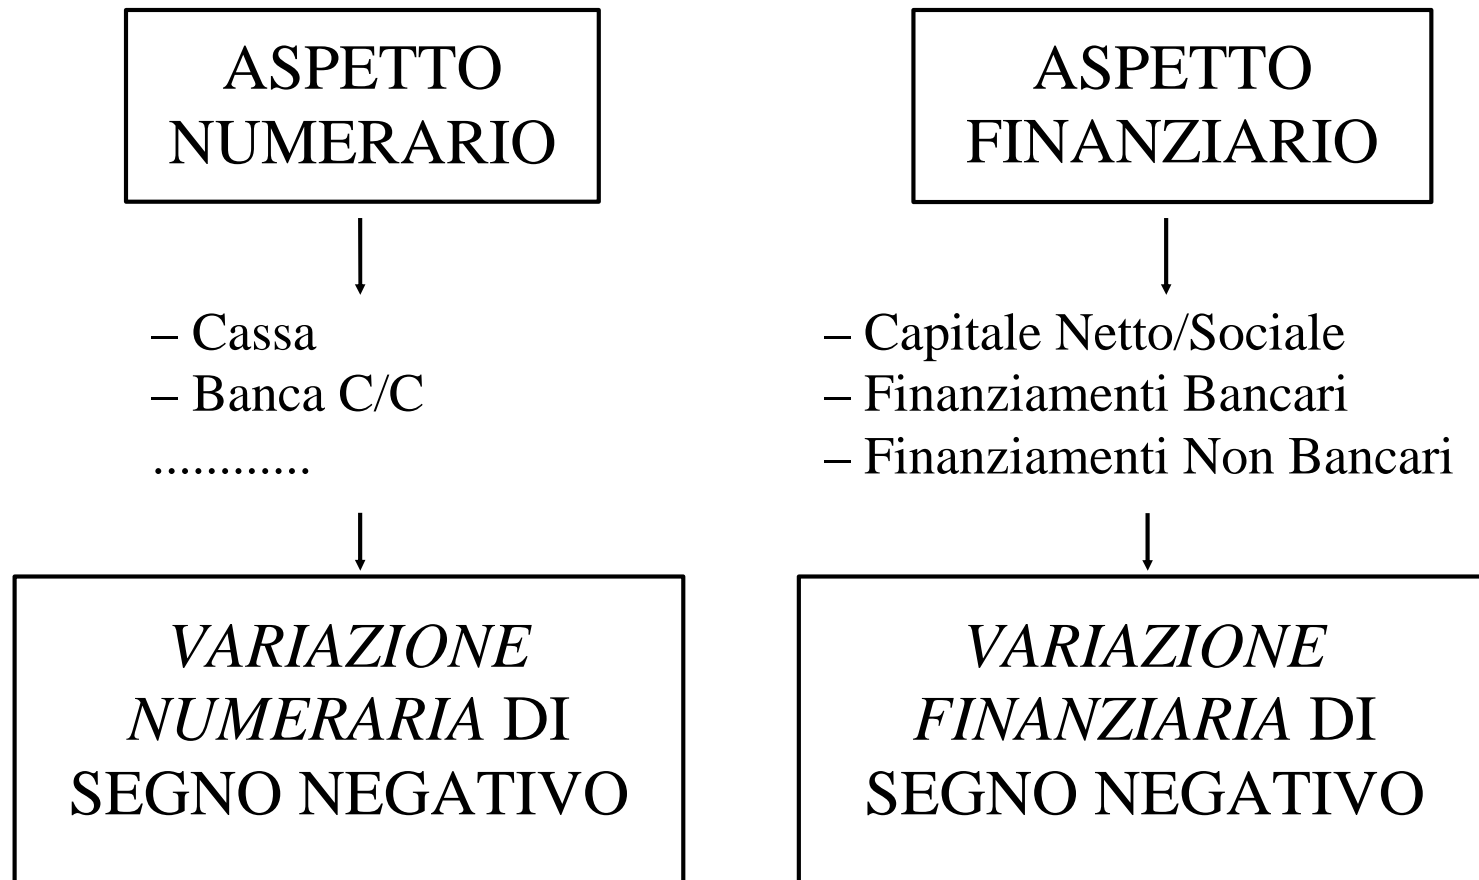 ASPETTO
NUMERARIO
– Cassa
– Banca C/C
............
VARIAZIONE
NUMERARIA DI
SEGNO NEGATIVO
ASPETTO
FINANZIARIO
– Capitale Netto/Sociale
– Finanziamenti Bancari
– Finanziamenti Non Bancari
VARIAZIONE
FINANZIARIA DI
SEGNO NEGATIVO